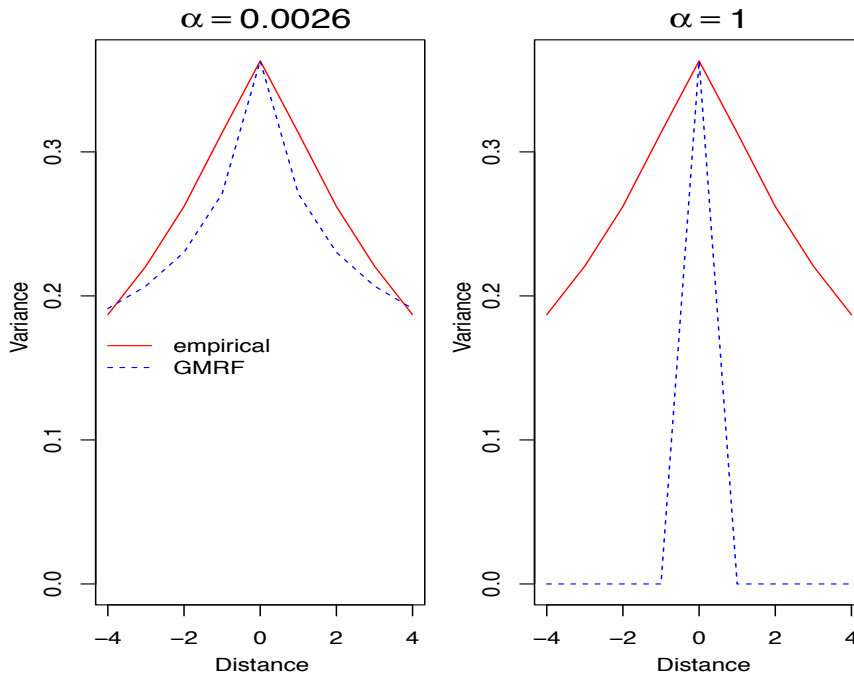 α = 0.0026
Variance
0.0
0.1
0.2
0.3
empirical
GMRF
−4
−2
0
2
4
Distance
α = 1
Variance
0.0
0.1
0.2
0.3
−4
−2
0
2
4
Distance